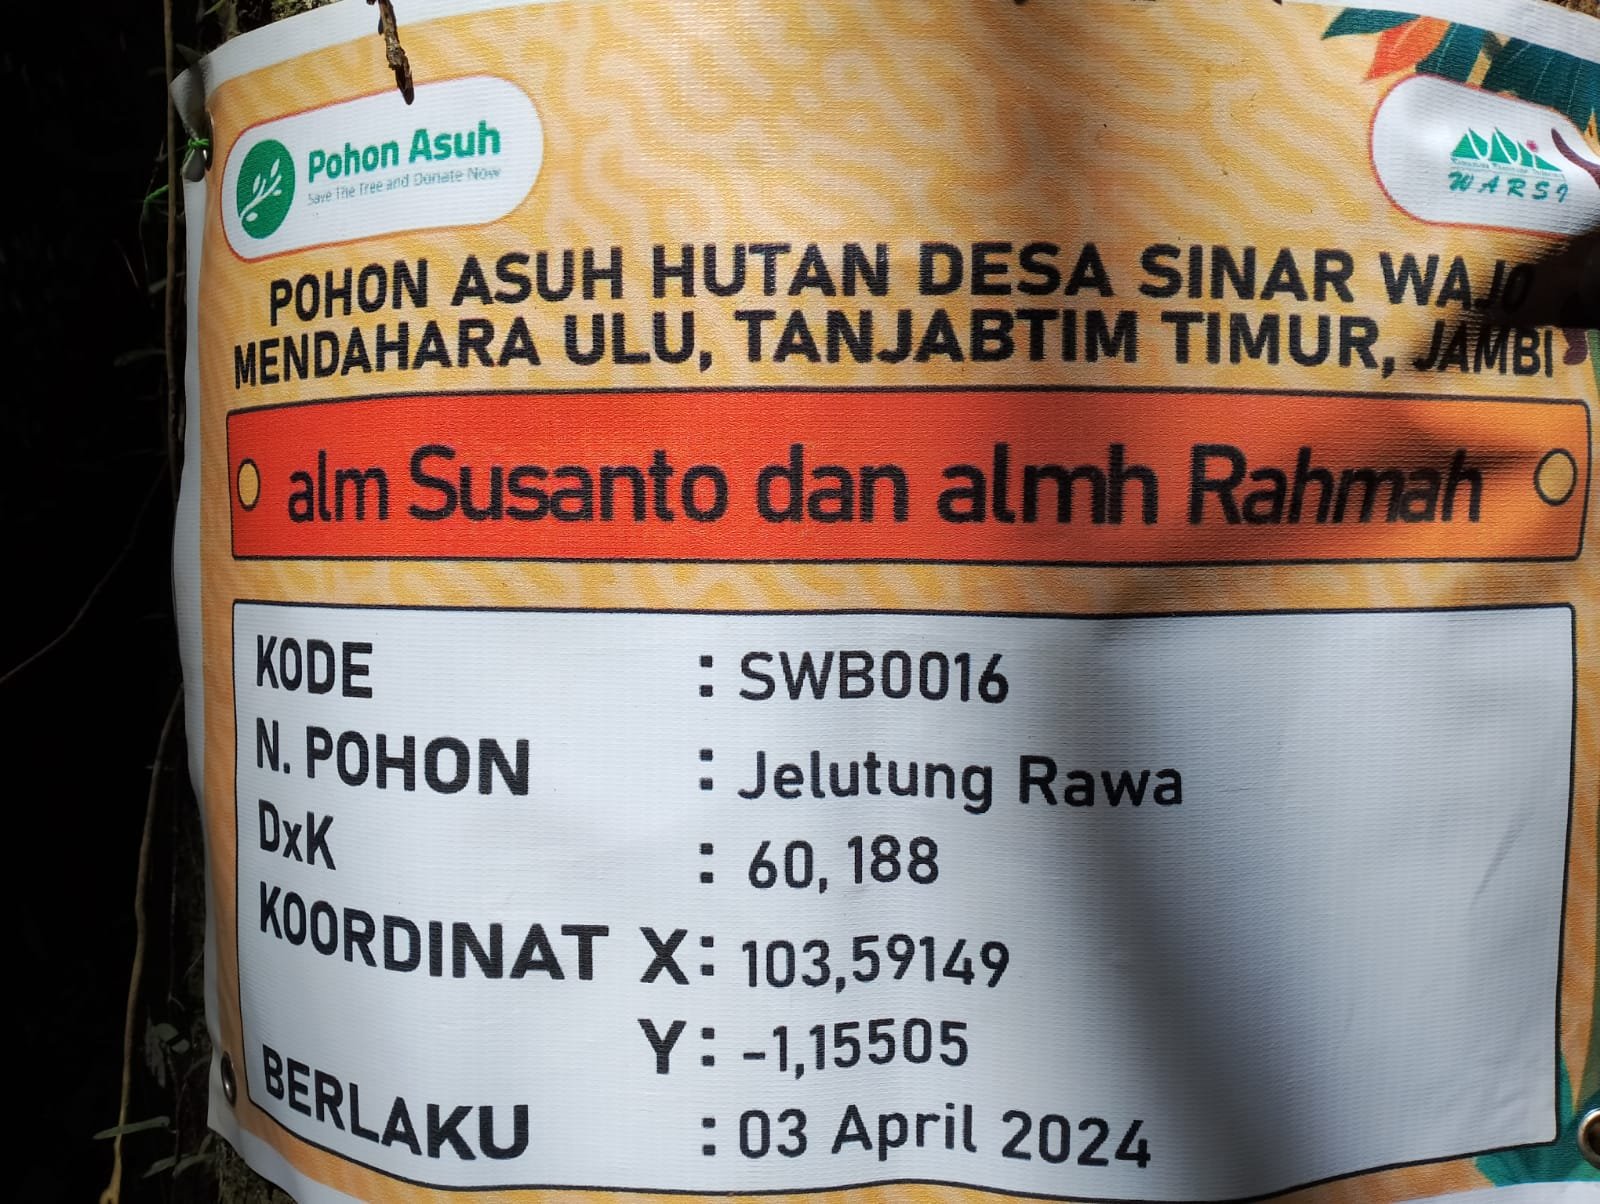 Pohon Asuh
Save The Tree and Donate Now
WARSI
POHON ASUH HUTAN DESA SINAR WAJO
MENDAHARA ULU, TANJABTIM TIMUR, JAMBI
alm Susanto dan almh Rahmah
KODE : SWB0016
N. POHON : Jelutung Rawa
DxK : 60, 188
KOORDINAT X : 103,59149
Y : -1,15505
BERLAKU : 03 April 2024